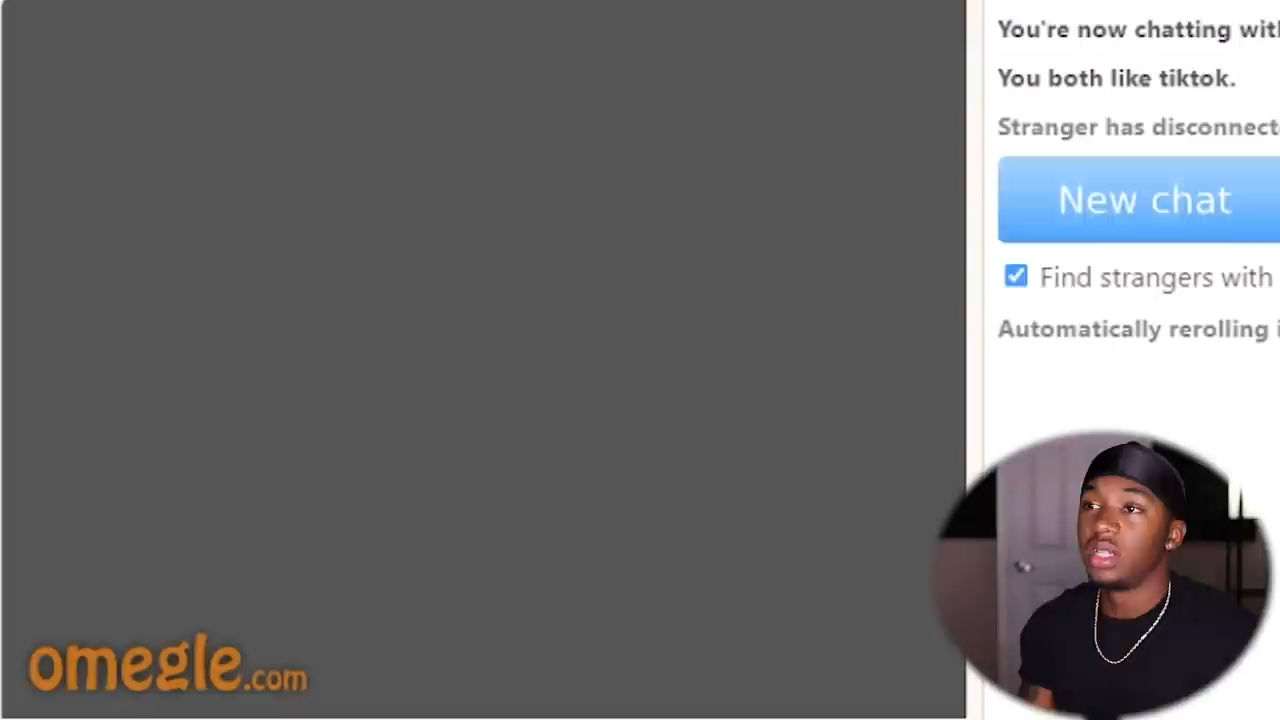 You're now chatting with
You both like tiktok.
Stranger has disconnect
New chat
Find strangers with
Automatically rerolling i
omegle.com